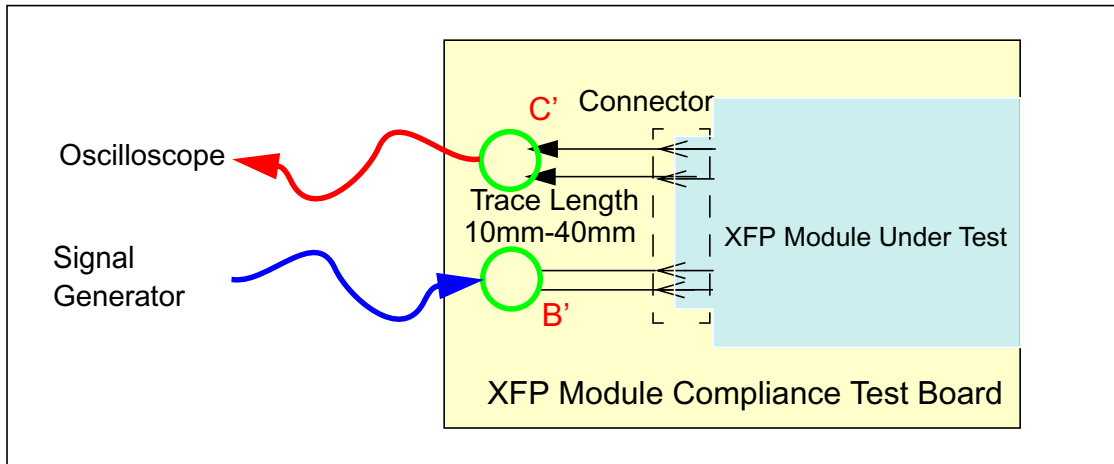 Connector
C’
Oscilloscope
Trace Length
10mm-40mm
XFP Module Under Test
Signal
Generator
B’
XFP Module Compliance Test Board